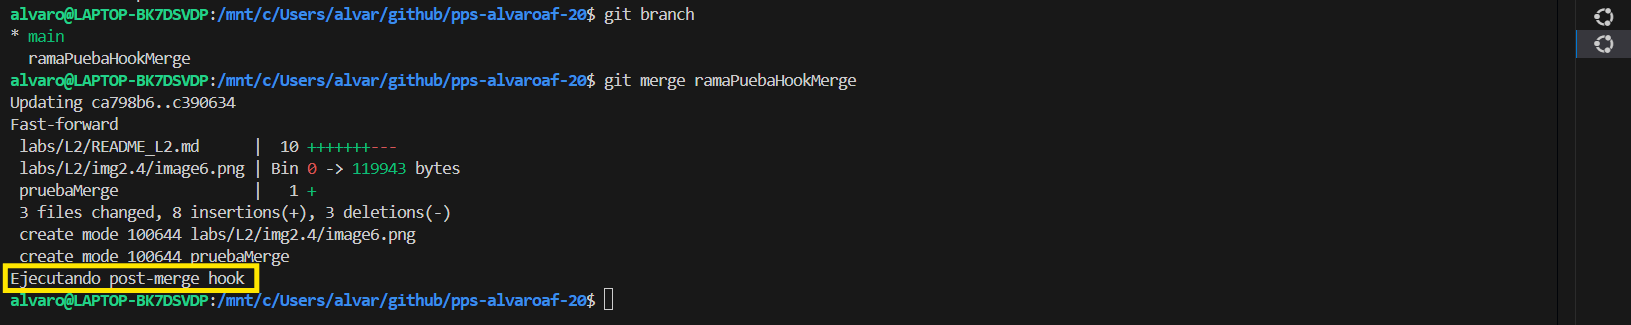 alvaro@LAPTOP-BK7DSVDP:/mnt/c/Users/alvar/github/pps-alvaroaf-20$ git branch
* main
  ramaPuebaHookMerge
alvaro@LAPTOP-BK7DSVDP:/mnt/c/Users/alvar/github/pps-alvaroaf-20$ git merge ramaPuebaHookMerge
Updating ca798b6..c390634
Fast-forward
 labs/L2/README_L2.md      |  10 +++++++---
 labs/L2/img2.4/image6.png | Bin 0 -> 119943 bytes
 pruebaMerge               |   1 +
 3 files changed, 8 insertions(+), 3 deletions(-)
 create mode 100644 labs/L2/img2.4/image6.png
 create mode 100644 pruebaMerge
Ejecutando post-merge hook
alvaro@LAPTOP-BK7DSVDP:/mnt/c/Users/alvar/github/pps-alvaroaf-20$